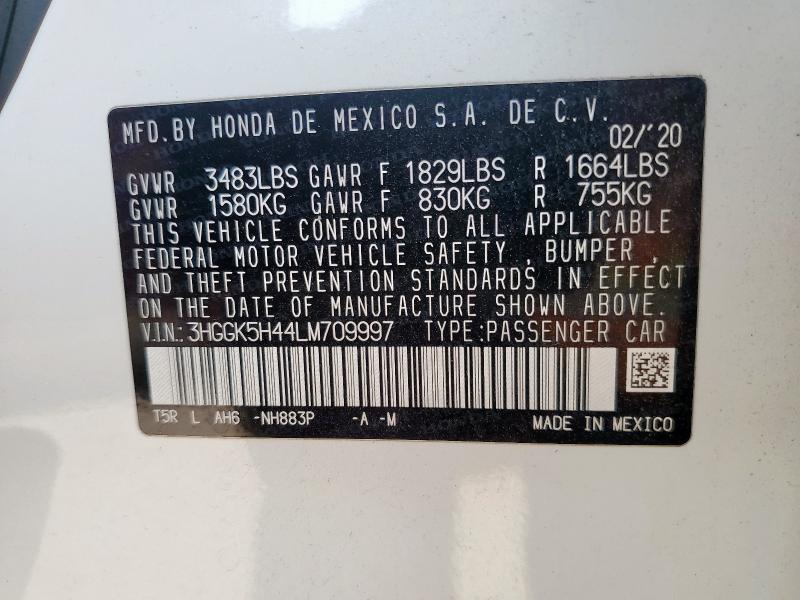 MFD. BY HONDA DE MEXICO S.A. DE C.V.
02/'20
GVWR 3483LBS GAWR F 1829LBS R 1664LBS
GVWR 1580KG GAWR F 830KG R 755KG
THIS VEHICLE CONFORMS TO ALL APPLICABLE
FEDERAL MOTOR VEHICLE SAFETY , BUMPER ,
AND THEFT PREVENTION STANDARDS IN EFFECT
ON THE DATE OF MANUFACTURE SHOWN ABOVE.
V.I.N.: 3HGGK5H44LM709997 TYPE:PASSENGER CAR
T5R L AH6 -NH883P -A -M
MADE IN MEXICO